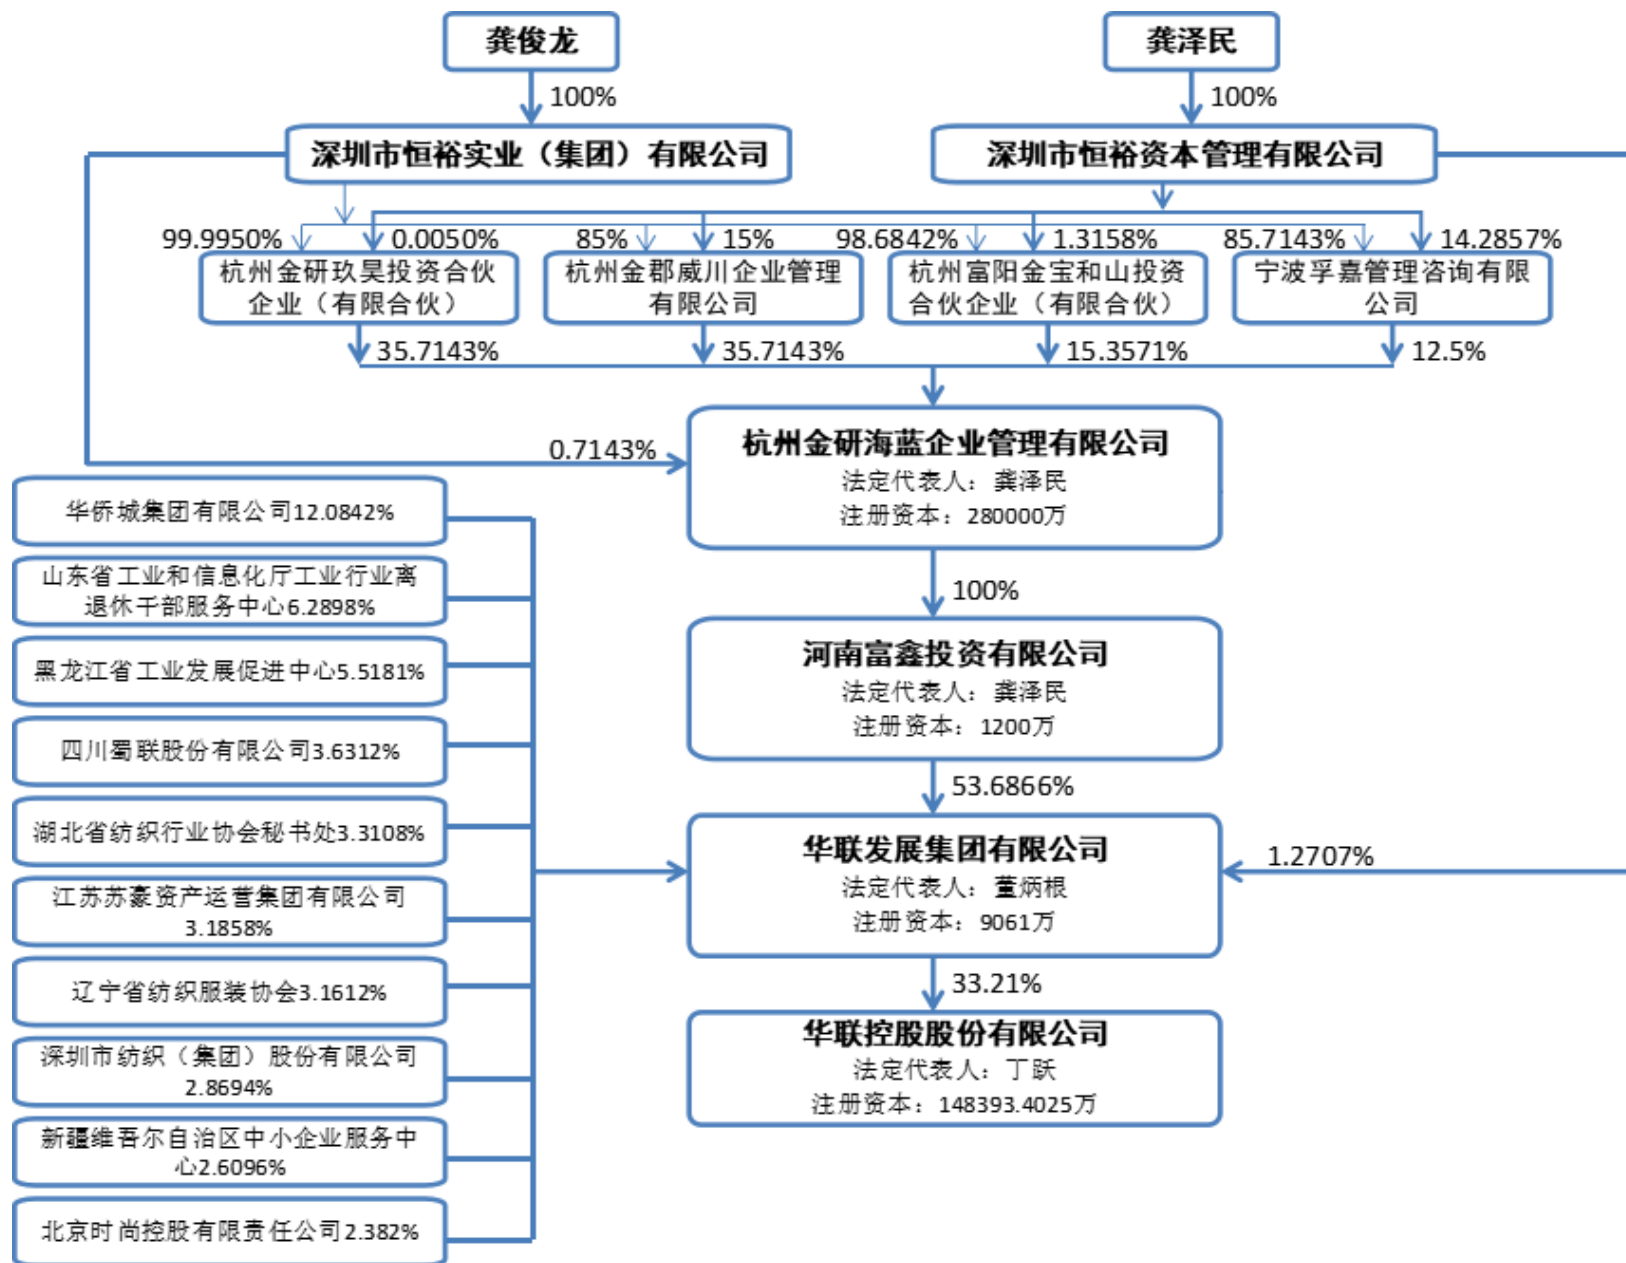 龚俊龙
龚泽民
100%
100%
深圳市恒裕实业（集团）有限公司
深圳市恒裕资本管理有限公司
99.9950%
0.0050%
85%
15%
98.6842%
1.3158%
85.7143%
14.2857%
杭州金研玖昊投资合伙
企业（有限合伙）
杭州金郡威川企业管理
有限公司
杭州富阳金宝和山投资
合伙企业（有限合伙）
宁波孚嘉管理咨询有限
公司
35.7143%
35.7143%
15.3571%
12.5%
0.7143%
杭州金研海蓝企业管理有限公司
法定代表人：龚泽民
注册资本：280000万
100%
河南富鑫投资有限公司
法定代表人：龚泽民
注册资本：1200万
53.6866%
华侨城集团有限公司12.0842%
山东省工业和信息化厅工业行业离
退休干部服务中心6.2898%
黑龙江省工业发展促进中心5.5181%
四川蜀联股份有限公司3.6312%
湖北省纺织行业协会秘书处3.3108%
江苏苏豪资产运营集团有限公司
3.1858%
辽宁省纺织服装协会3.1612%
深圳市纺织（集团）股份有限公司
2.8694%
新疆维吾尔自治区中小企业服务中
心2.6096%
北京时尚控股有限责任公司2.382%
华联发展集团有限公司
法定代表人：董炳根
注册资本：9061万
1.2707%
33.21%
华联控股股份有限公司
法定代表人：丁跃
注册资本：148393.4025万